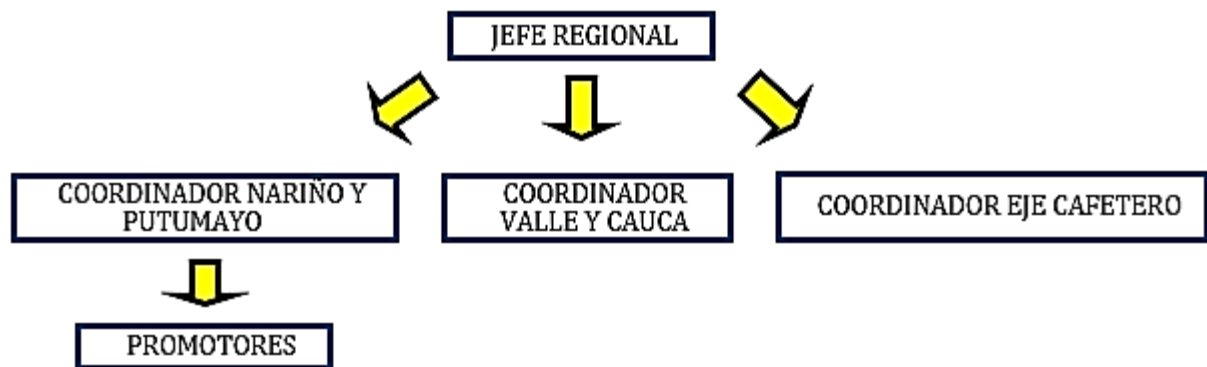 JEFE REGIONAL
COORDINADOR NARIÑO Y
PUTUMAYO
COORDINADOR
VALLE Y CAUCA
COORDINADOR EJE CAFETERO
PROMOTORES